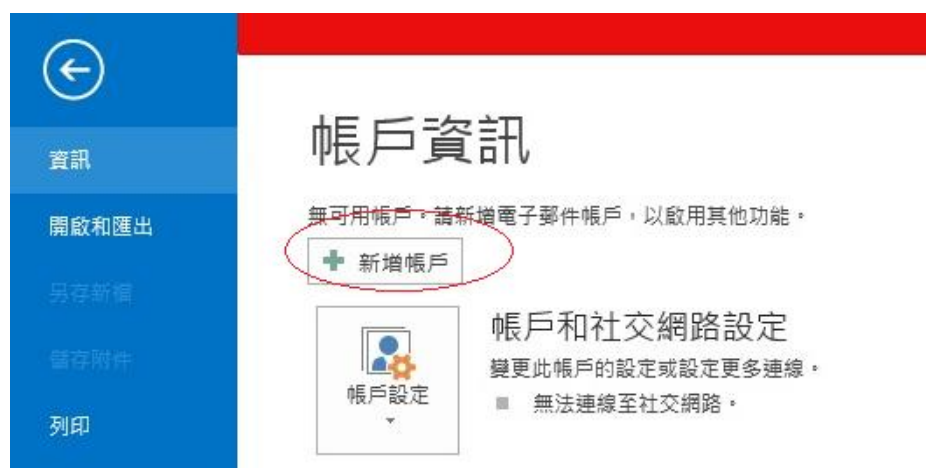 資訊
開啟和匯出
另存新檔
儲存附件
列印
帳戶資訊
無可用帳戶。請新增電子郵件帳戶，以啟用其他功能。
新增帳戶
帳戶設定
帳戶和社交網路設定
變更此帳戶的設定或設定更多連線。
無法連線至社交網路。